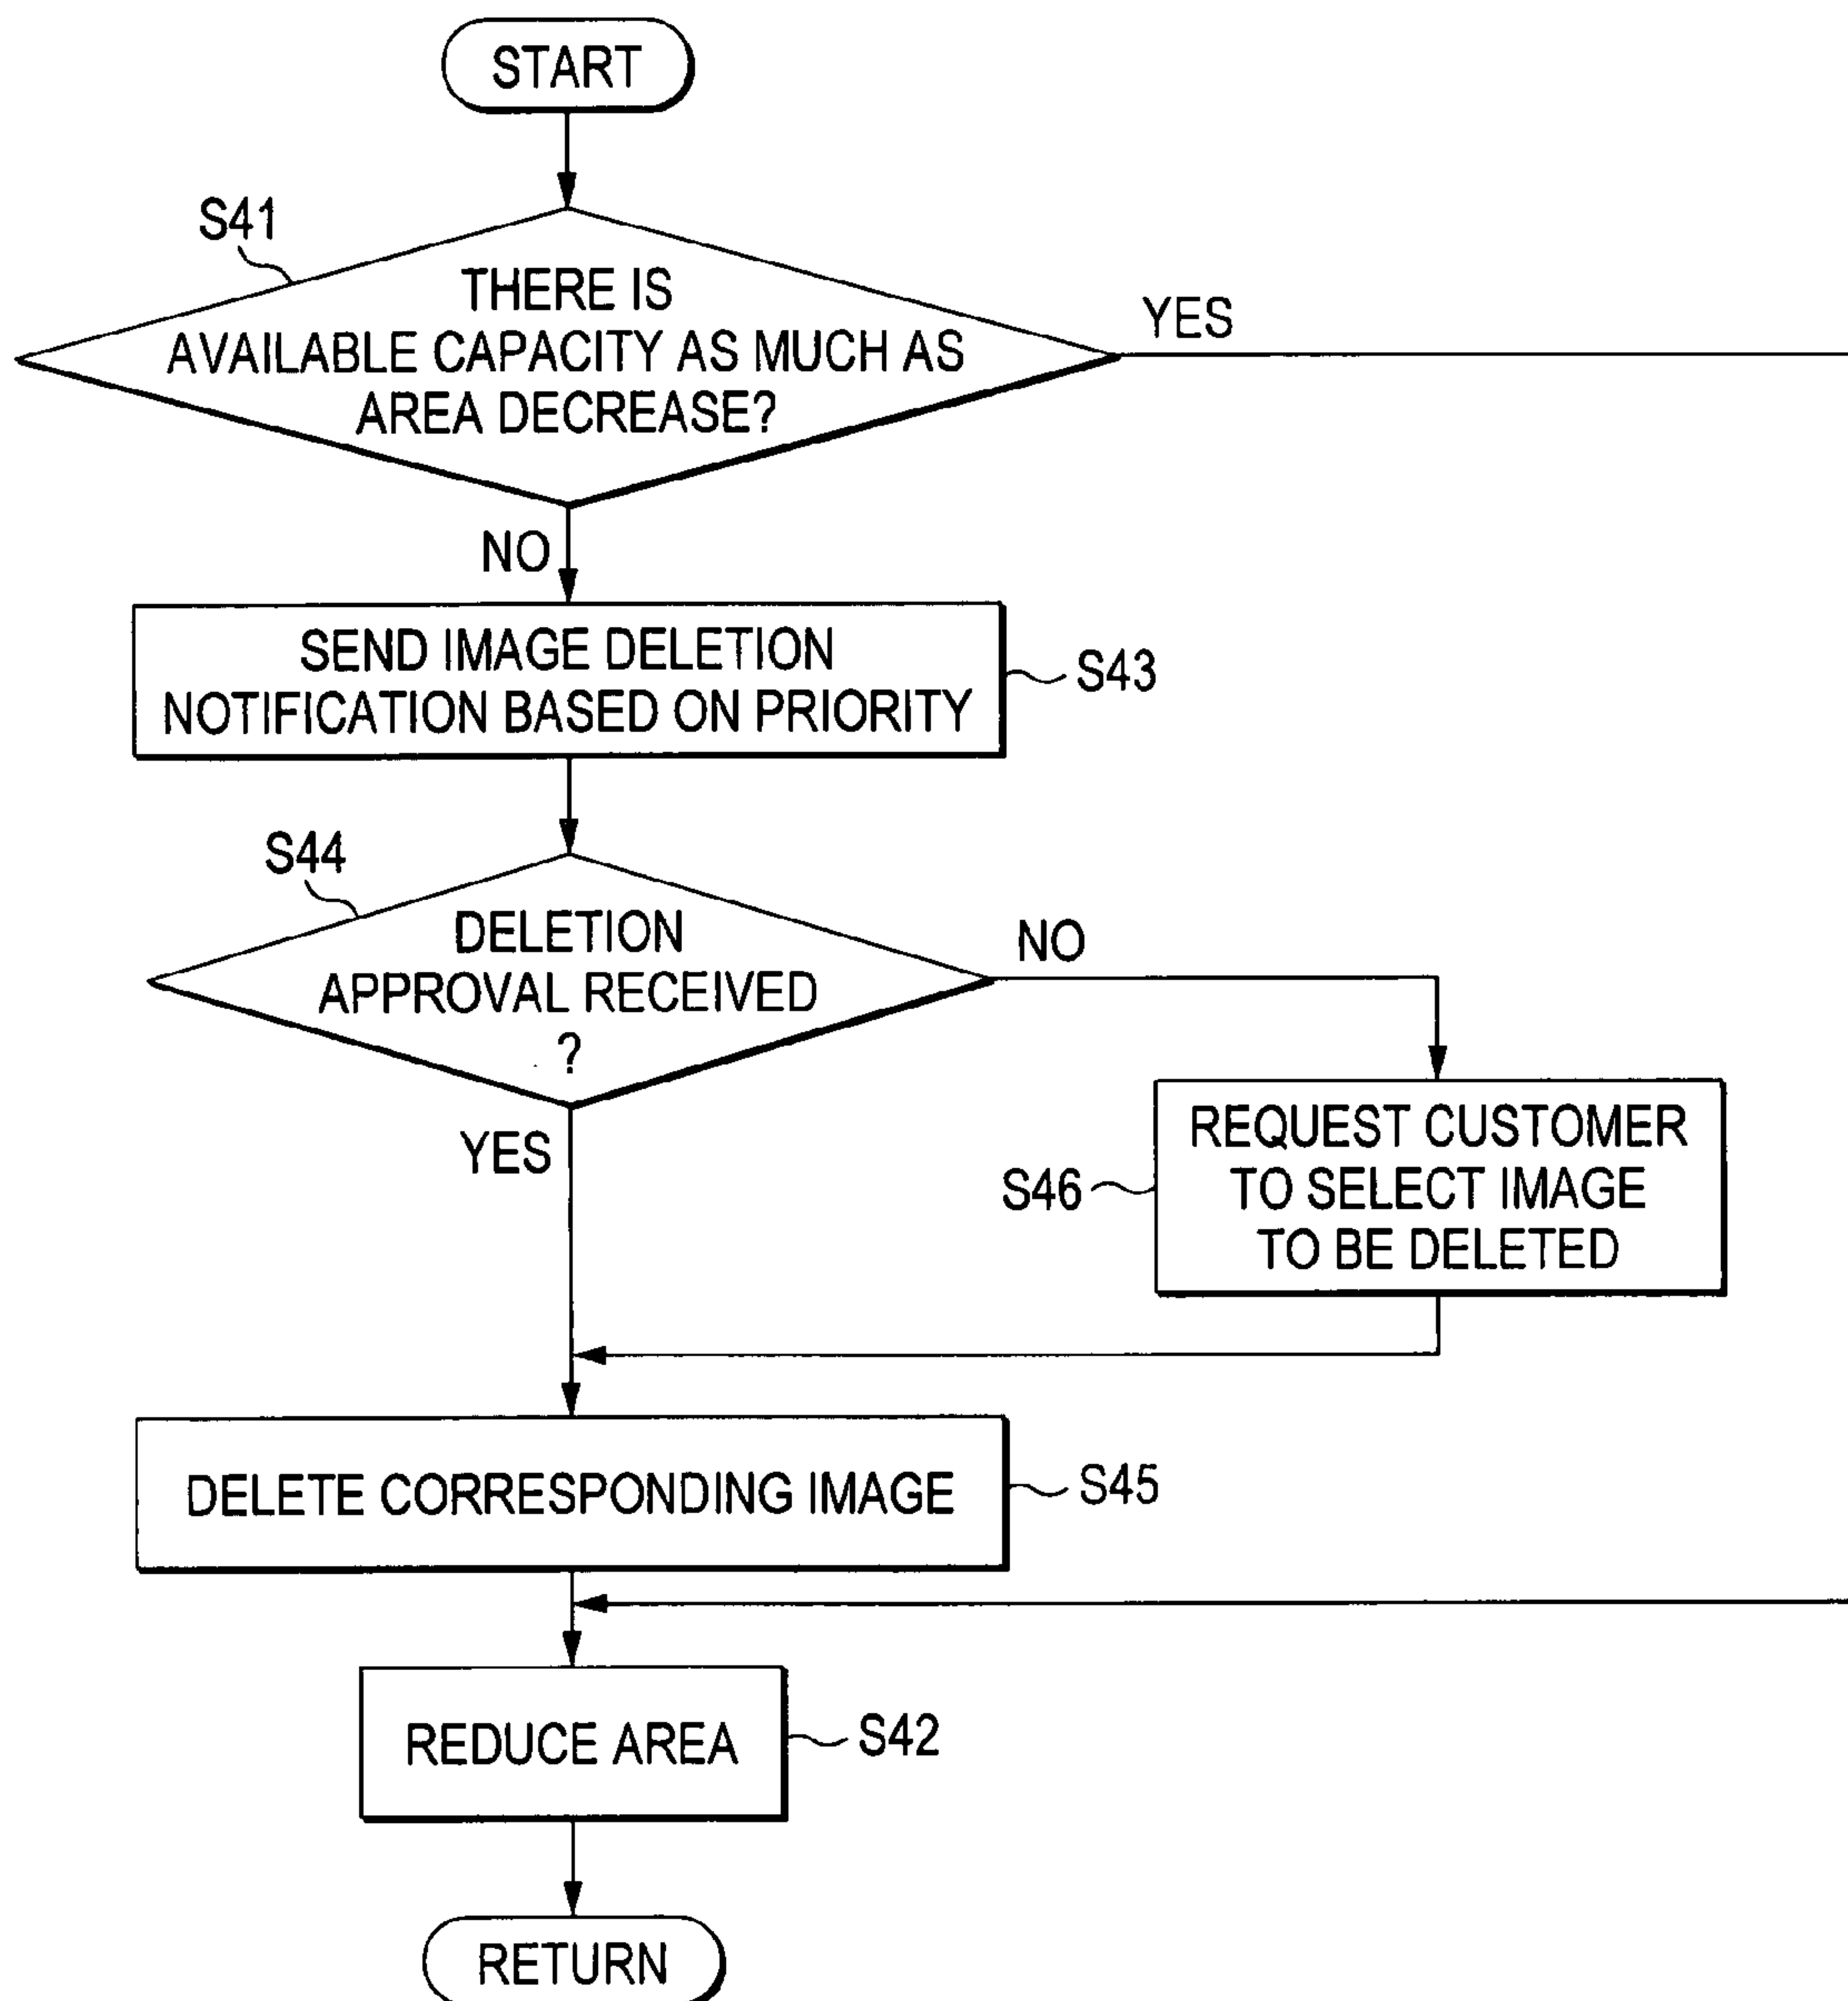 START
S41
THERE IS
AVAILABLE CAPACITY AS MUCH AS
AREA DECREASE?
YES
NO
SEND IMAGE DELETION
NOTIFICATION BASED ON PRIORITY
S43
S44
DELETION
APPROVAL RECEIVED
?
NO
YES
REQUEST CUSTOMER
TO SELECT IMAGE
TO BE DELETED
S46
DELETE CORRESPONDING IMAGE
S45
REDUCE AREA
S42
RETURN